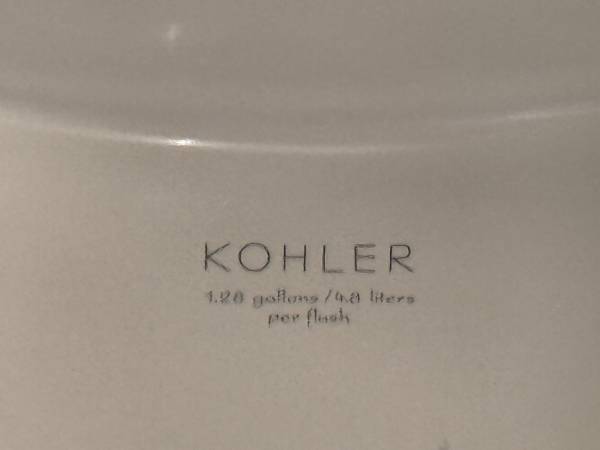 KOHLER
1.28 gallons / 4.8 liters
per flush